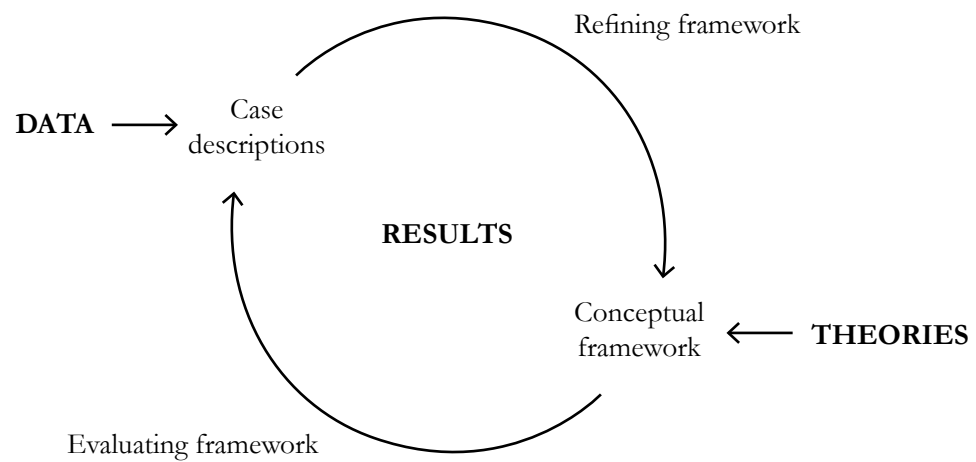 Refining framework
Case
descriptions
DATA
RESULTS
Conceptual
framework
THEORIES
Evaluating framework